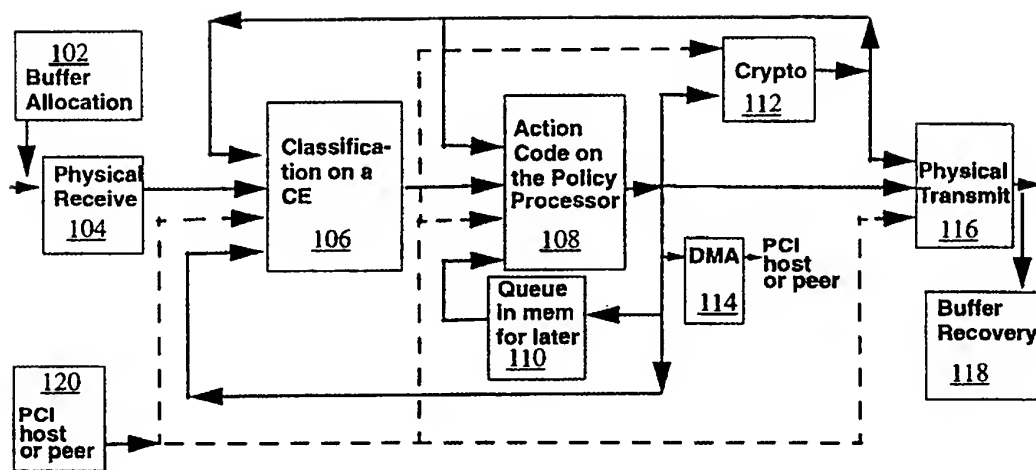 102
Buffer
Allocation
Physical
Receive
104
Classifica-
tion on a
CE
106
Action
Code on
the Policy
Processor
108
Queue
in mem
for later
110
Crypto
112
DMA
114
PCI
host
or peer
Physical
Transmit
116
Buffer
Recovery
118
120
PCI
host
or peer